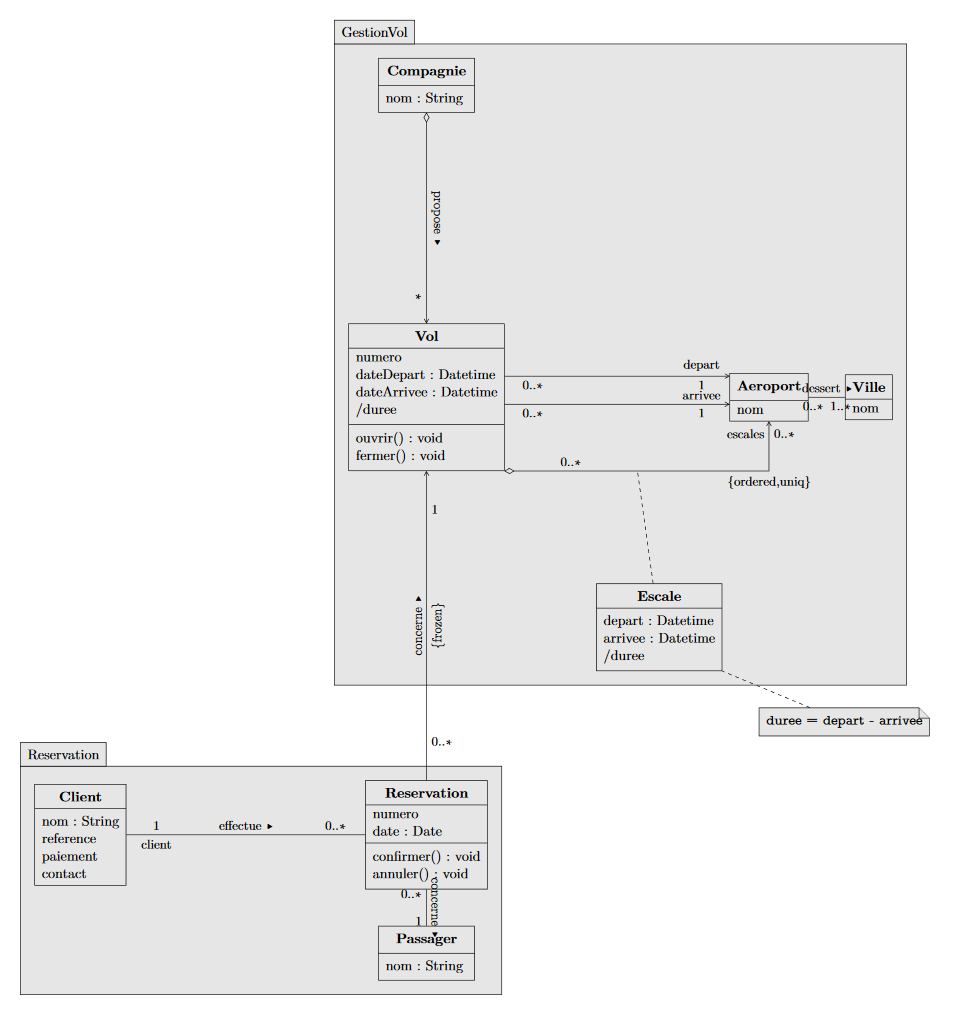 GestionVol
Compagnie
nom : String
propose ▾
*
Vol
numero
dateDepart : Datetime
dateArrivee : Datetime
/duree
ouvrir() : void
fermer() : void
depart
0..*
1
arrivee
0..*
1
Aeroport
nom
dessert ▸
0..*
1..*
Ville
nom
escales
0..*
0..*
{ordered,uniq}
1
concerne ▸
{frozen}
Escale
depart : Datetime
arrivee : Datetime
/duree
duree = depart - arrivee
0..*
Reservation
Client
nom : String
reference
paiement
contact
1
effectue ▸
0..*
client
Reservation
numero
date : Date
confirmer() : void
annuler() : void
0..*
concerne ▸
1
Passager
nom : String